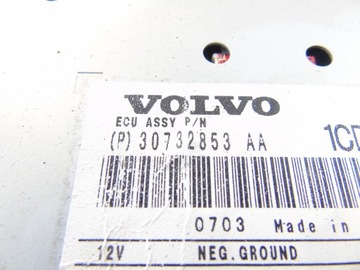 VOLVO
ECU ASSY P/N
(P) 30732853 AA
1CD
0703 Made in
12V NEG.GROUND